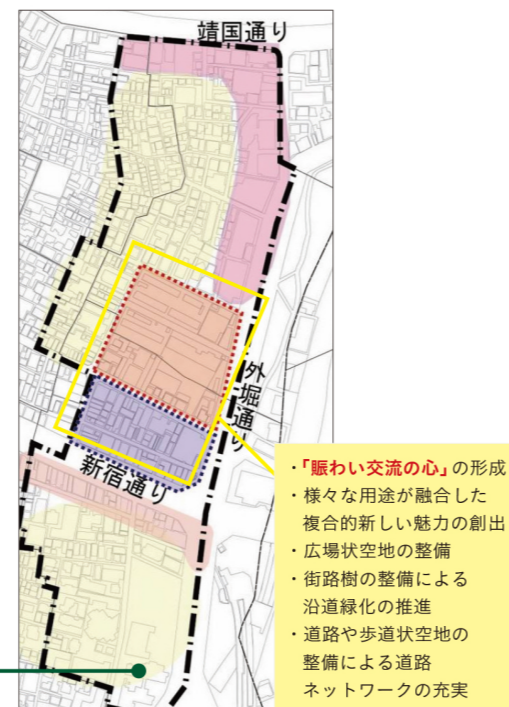 靖国通り
外堀通り
新宿通り
・「賑わい交流の心」の形成
・様々な用途が融合した
複合的新しい魅力の創出
・広場状空地の整備
・街路樹の整備による
沿道緑化の推進
・道路や歩道状空地の
整備による道路
ネットワークの充実